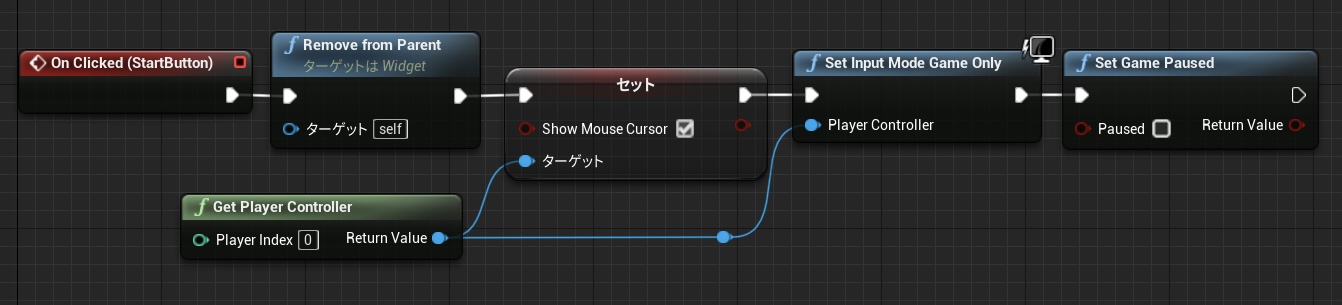 On Clicked (StartButton)
f Remove from Parent
ターゲットは Widget
ターゲット self
セット
Show Mouse Cursor
ターゲット
f Set Input Mode Game Only
Player Controller
f Set Game Paused
Paused Return Value
f Get Player Controller
Player Index 0 Return Value